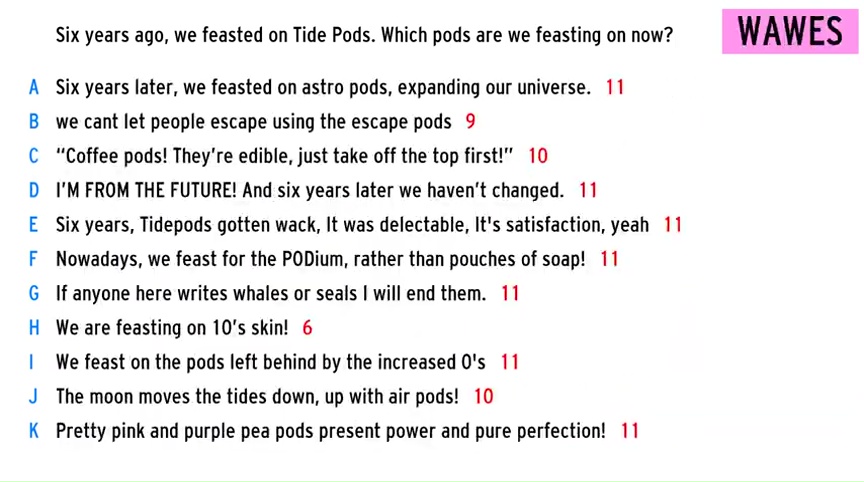 Six years ago, we feasted on Tide Pods. Which pods are we feasting on now?
WAWES
A Six years later, we feasted on astro pods, expanding our universe. 11
B we cant let people escape using the escape pods 9
C “Coffee pods! They’re edible, just take off the top first!” 10
D I’M FROM THE FUTURE! And six years later we haven’t changed. 11
E Six years, Tidepods gotten wack, It was delectable, It's satisfaction, yeah 11
F Nowadays, we feast for the PODium, rather than pouches of soap! 11
G If anyone here writes whales or seals I will end them. 11
H We are feasting on 10’s skin! 6
I We feast on the pods left behind by the increased O's 11
J The moon moves the tides down, up with air pods! 10
K Pretty pink and purple pea pods present power and pure perfection! 11